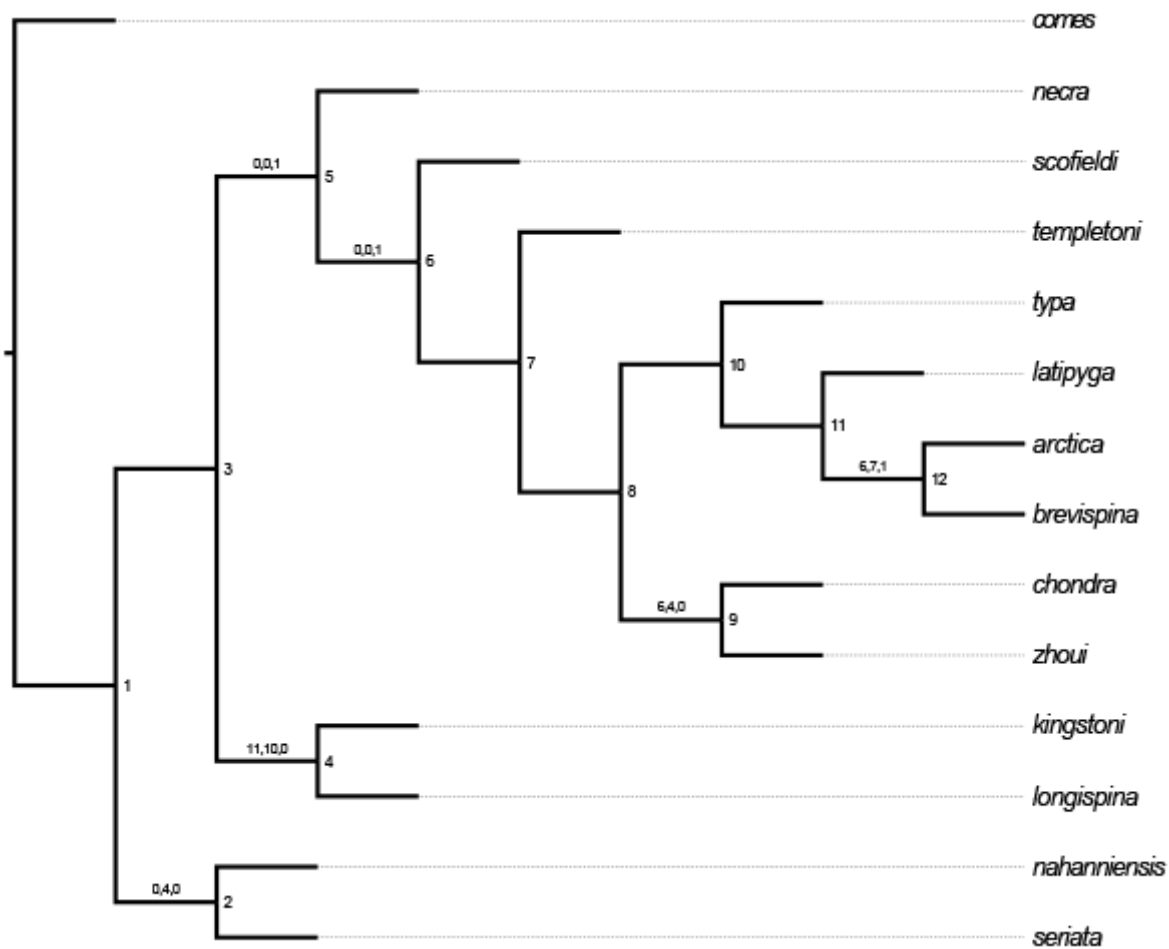 comes
necra
0,0,1
5
scofieldi
0,0,1
6
templetoni
7
typa
10
latipyga
11
arctica
6,7,1
12
3
8
brevispina
chondra
6,4,0
9
zhoui
1
kingstoni
11,10,0
4
longispina
nahanniensis
0,4,0
2
seriata